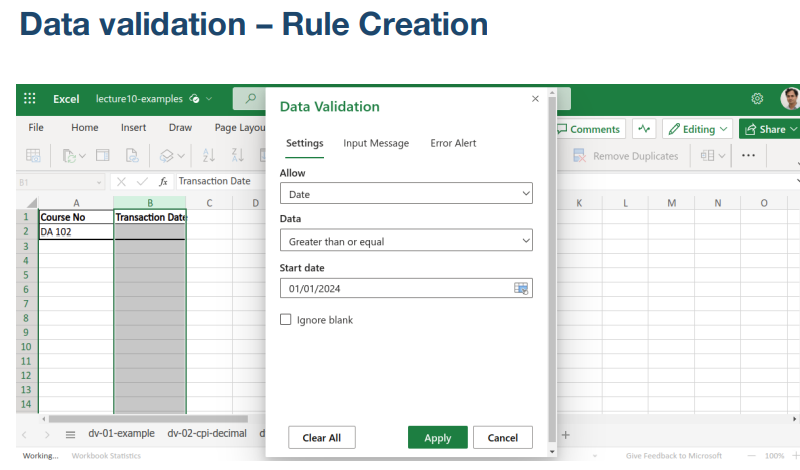 Data validation – Rule Creation
Excel lecture10-examples
File Home Insert Draw Page Layou
Comments Editing Share
Remove Duplicates
B1 fx Transaction Date
A B C D K L M N O
1 Course No Transaction Date
2 DA 102
3
4
5
6
7
8
9
10
11
12
13
14
Data Validation
Settings Input Message Error Alert
Allow
Date
Data
Greater than or equal
Start date
01/01/2024
Ignore blank
Clear All Apply Cancel
dv-01-example dv-02-cpi-decimal d
Working... Workbook Statistics Give Feedback to Microsoft 100%